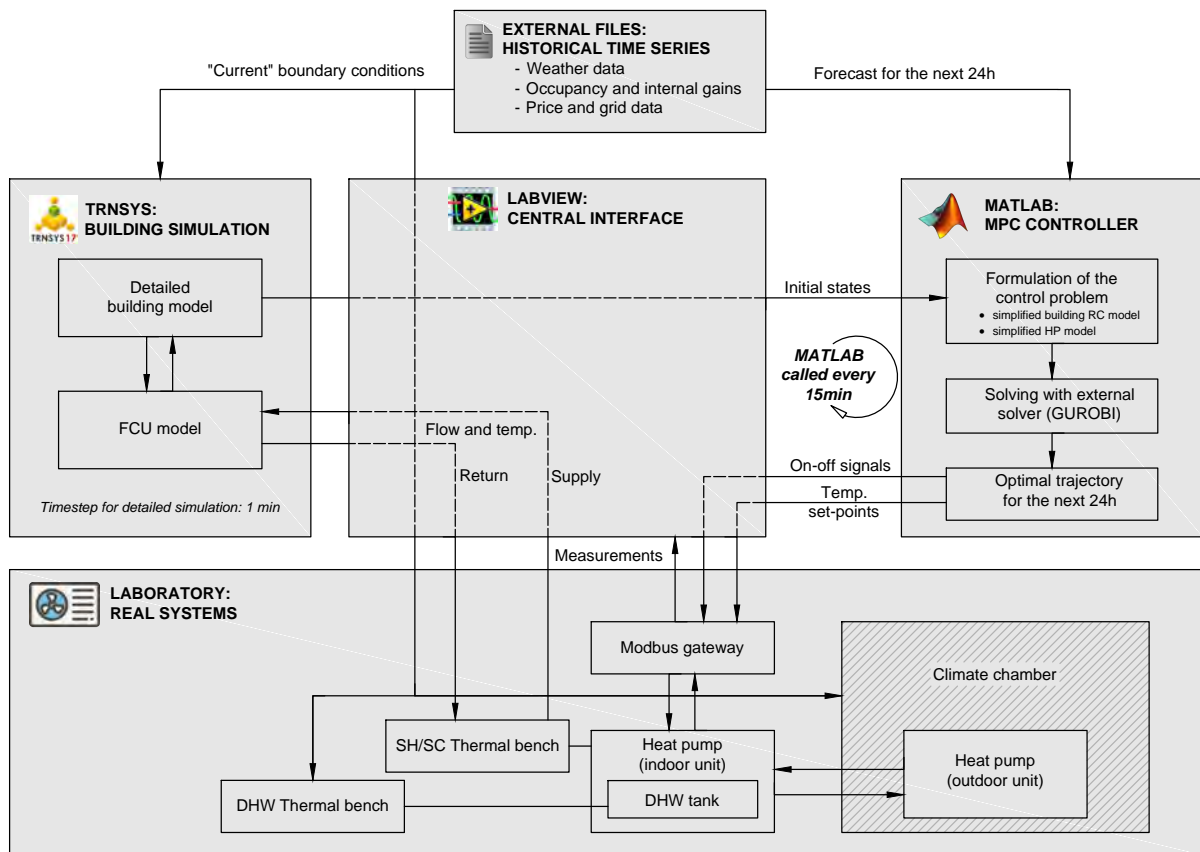 EXTERNAL FILES:
HISTORICAL TIME SERIES
- Weather data
- Occupancy and internal gains
- Price and grid data
"Current" boundary conditions
Forecast for the next 24h
TRNSYS17
TRNSYS:
BUILDING SIMULATION
LABVIEW:
CENTRAL INTERFACE
MATLAB:
MPC CONTROLLER
Detailed
building model
Initial states
Formulation of the
control problem
• simplified building RC model
• simplified HP model
MATLAB
called every
15min
Solving with external
solver (GUROBI)
FCU model
Flow and temp.
Return
Supply
On-off signals
Temp.
set-points
Optimal trajectory
for the next 24h
Timestep for detailed simulation: 1 min
Measurements
LABORATORY:
REAL SYSTEMS
Modbus gateway
Climate chamber
SH/SC Thermal bench
Heat pump
(indoor unit)
Heat pump
(outdoor unit)
DHW Thermal bench
DHW tank